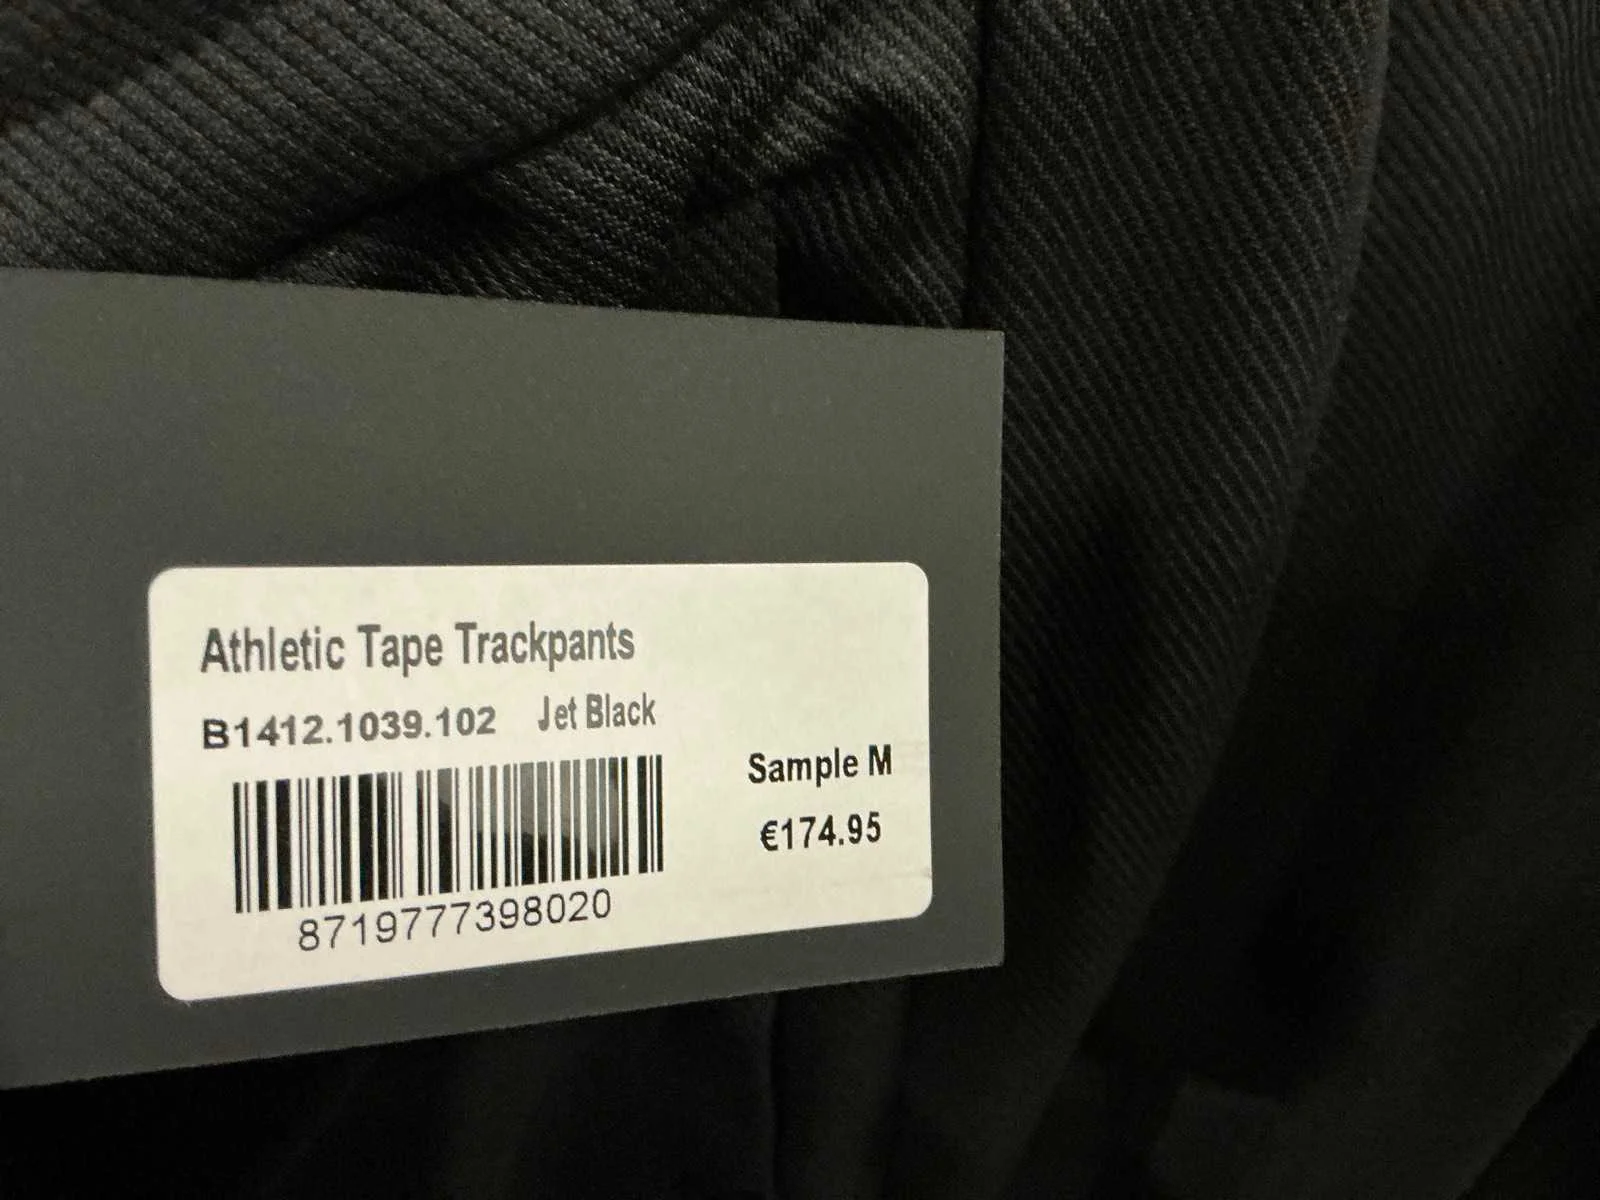 Athletic Tape Trackpants
B1412.1039.102 Jet Black
Sample M
€174.95
8719777398020